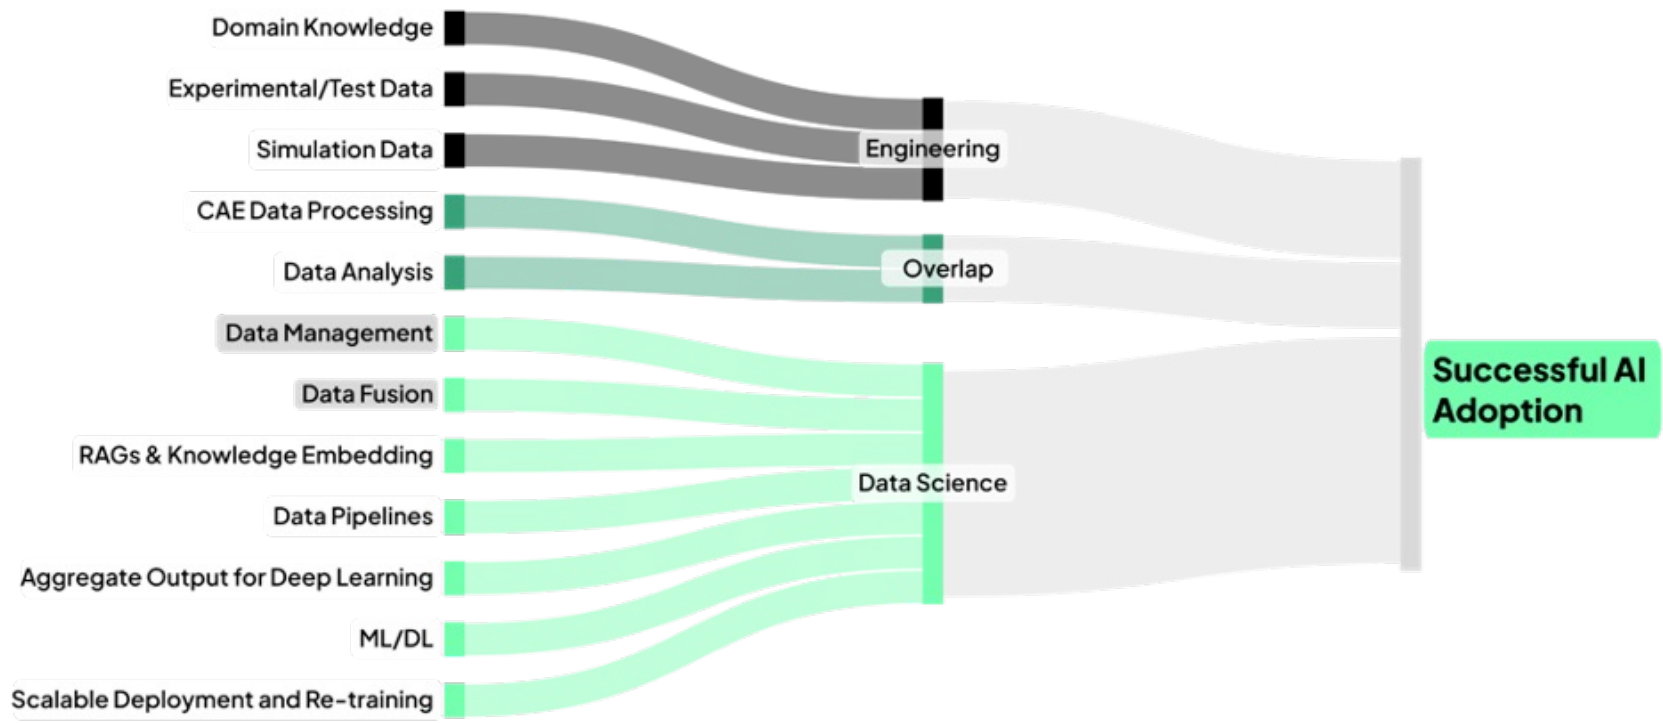 Domain Knowledge
Experimental/Test Data
Simulation Data
CAE Data Processing
Data Analysis
Data Management
Data Fusion
RAGs & Knowledge Embedding
Data Pipelines
Aggregate Output for Deep Learning
ML/DL
Scalable Deployment and Re-training
Engineering
Overlap
Data Science
Successful AI
Adoption